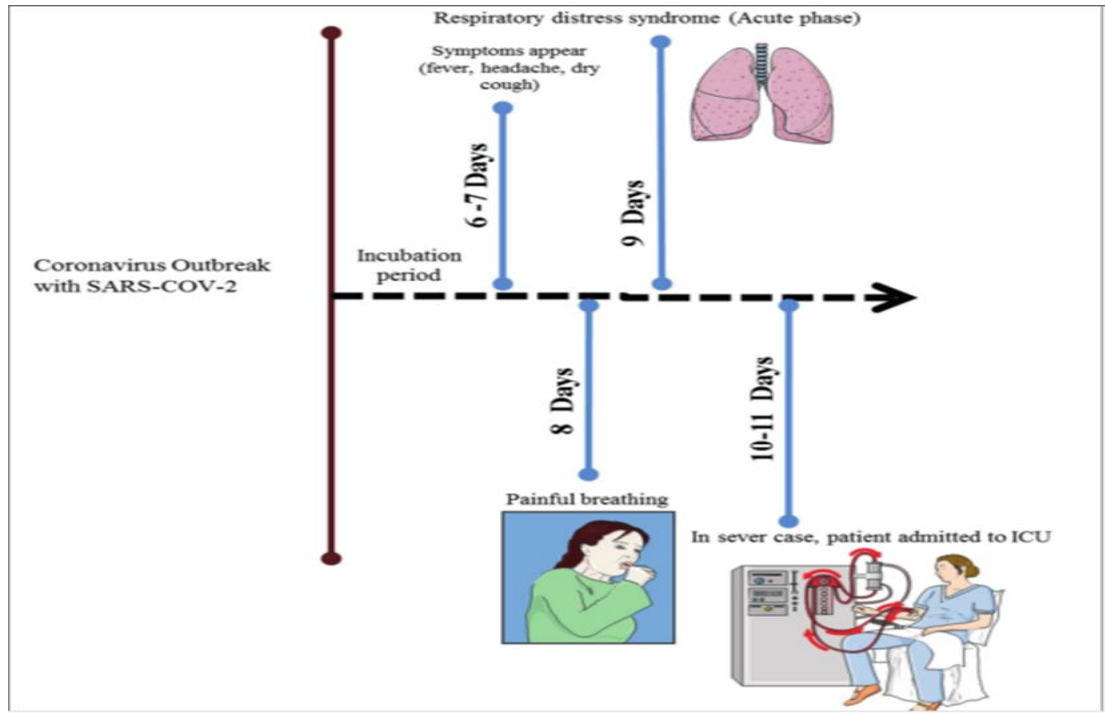 Respiratory distress syndrome (Acute phase)
Symptoms appear
(fever, headache, dry
cough)
6 -7 Days
9 Days
Incubation
period
Coronavirus Outbreak
with SARS-COV-2
8 Days
10-11 Days
Painful breathing
In sever case, patient admitted to ICU